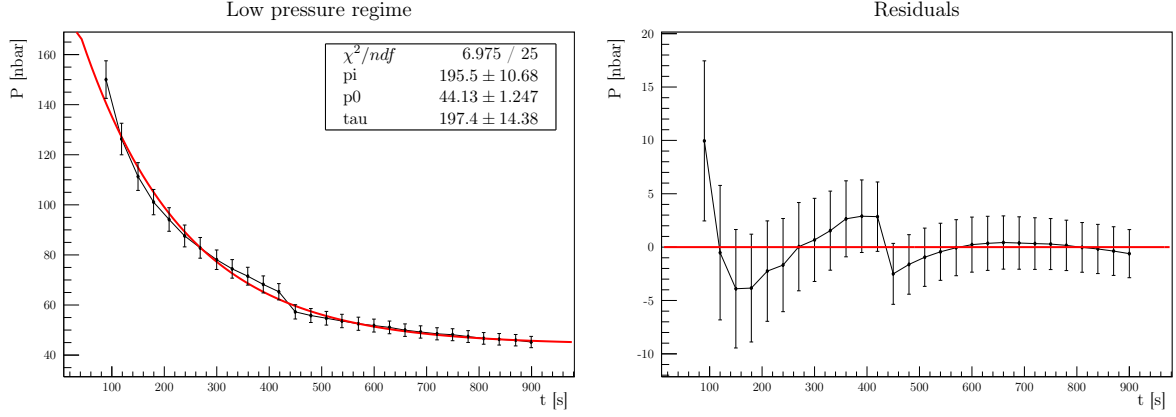 Low pressure regime
P [nbar]
160
140
120
100
80
60
40
χ²/ndf 6.975 / 25
pi 195.5 ± 10.68
p0 44.13 ± 1.247
tau 197.4 ± 14.38
100 200 300 400 500 600 700 800 900
t [s]
Residuals
P [nbar]
20
15
10
5
0
-5
-10
100 200 300 400 500 600 700 800 900
t [s]